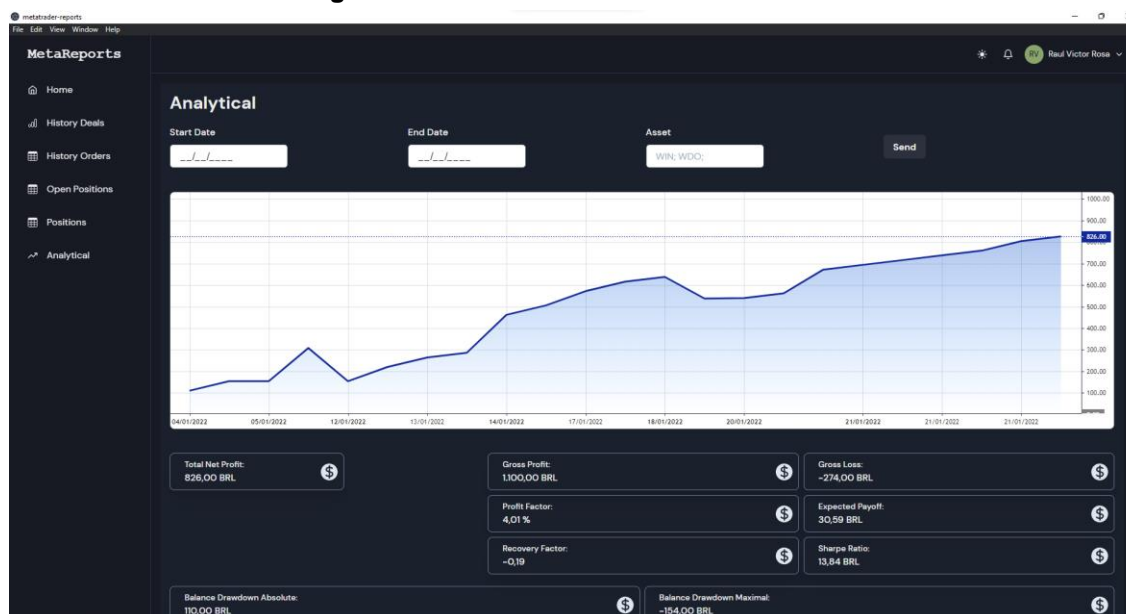 metatrader-reports
File Edit View Window Help
MetaReports
RV Raul Victor Rosa
Home
History Deals
History Orders
Open Positions
Positions
Analytical
Analytical
Start Date End Date Asset
__/__/____ __/__/____ WIN; WDO; Send
1000.00
900.00
826.00
700.00
600.00
500.00
400.00
300.00
200.00
100.00
04/01/2022 05/01/2022 12/01/2022 13/01/2022 14/01/2022 17/01/2022 18/01/2022 20/01/2022 21/01/2022 21/01/2022 21/01/2022
Total Net Profit:
826,00 BRL
Gross Profit:
1.100,00 BRL
Gross Loss:
-274,00 BRL
Profit Factor:
4,01 %
Expected Payoff:
30,59 BRL
Recovery Factor:
-0,19
Sharpe Ratio:
13,84 BRL
Balance Drawdown Absolute:
110,00 BRL
Balance Drawdown Maximal:
-154,00 BRL